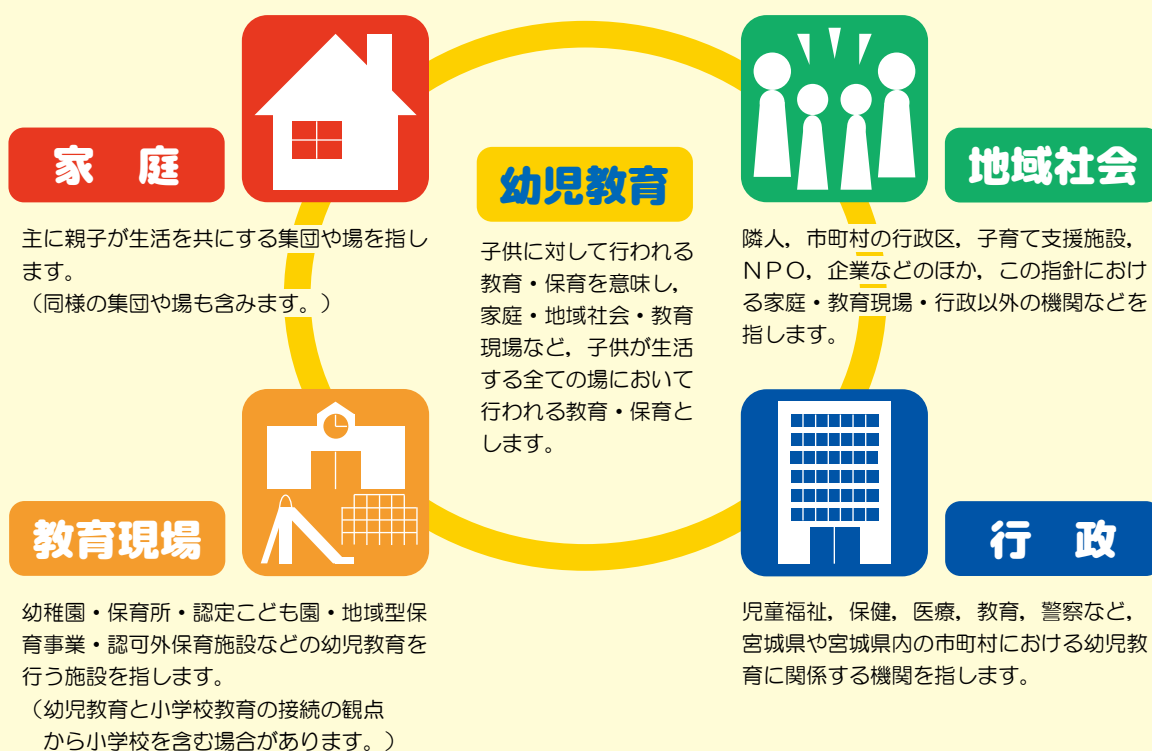 家 庭
主に親子が生活を共にする集団や場を指し
ます。
（同様の集団や場も含みます。）
幼児教育
子供に対して行われる
教育・保育を意味し，
家庭・地域社会・教育
現場など，子供が生活
する全ての場において
行われる教育・保育と
します。
地域社会
隣人，市町村の行政区，子育て支援施設，
ＮＰＯ，企業などのほか，この指針におけ
る家庭・教育現場・行政以外の機関などを
指します。
教育現場
幼稚園・保育所・認定こども園・地域型保
育事業・認可外保育施設などの幼児教育を
行う施設を指します。
（幼児教育と小学校教育の接続の観点
から小学校を含む場合があります。）
行 政
児童福祉，保健，医療，教育，警察など，
宮城県や宮城県内の市町村における幼児教
育に関係する機関を指します。